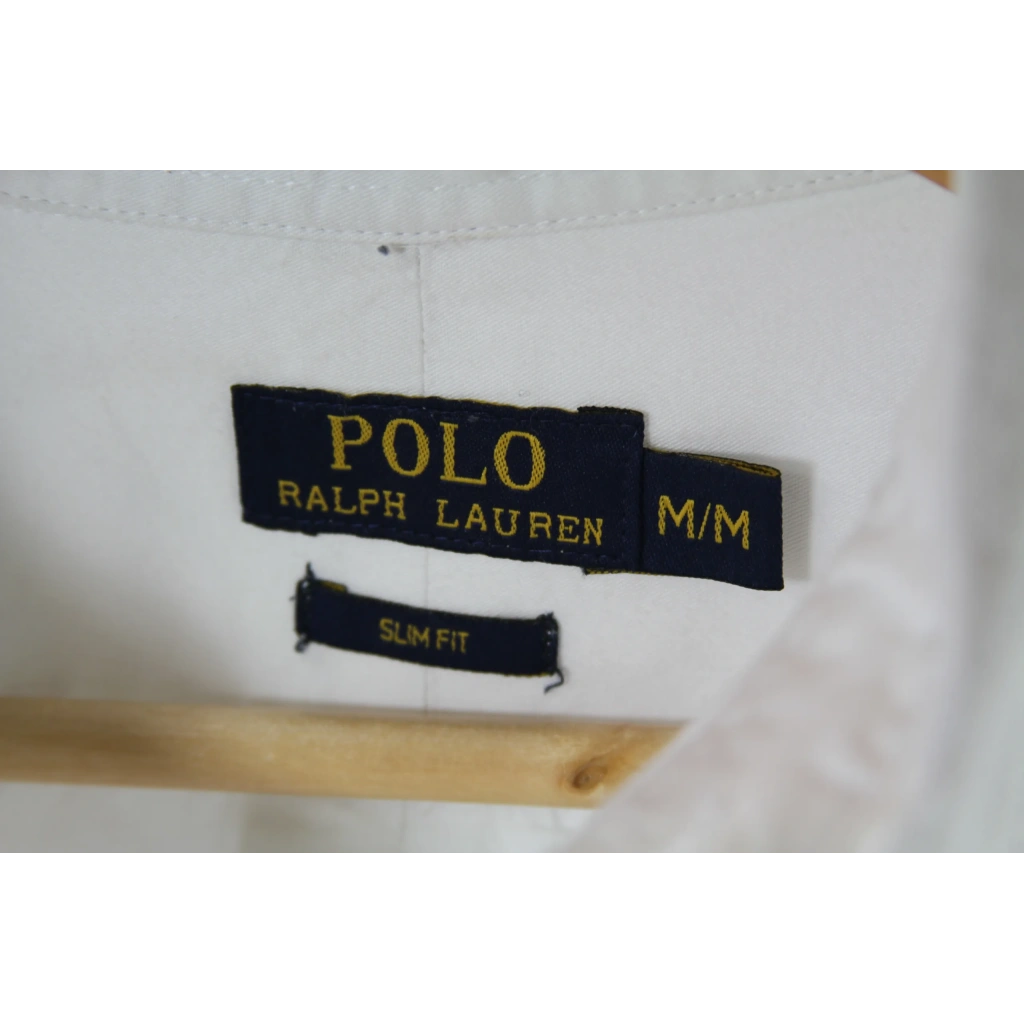 POLO
RALPH LAUREN
M/M
SLIM FIT